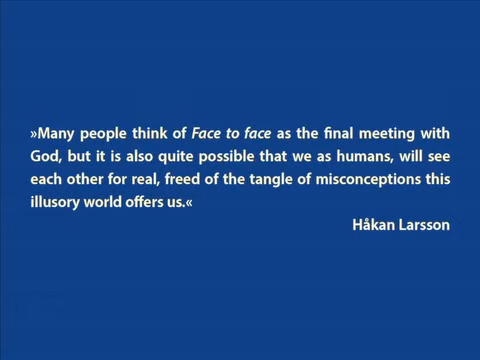 »Many people think of Face to face as the final meeting with
God, but it is also quite possible that we as humans, will see
each other for real, freed of the tangle of misconceptions this
illusory world offers us.«
Håkan Larsson